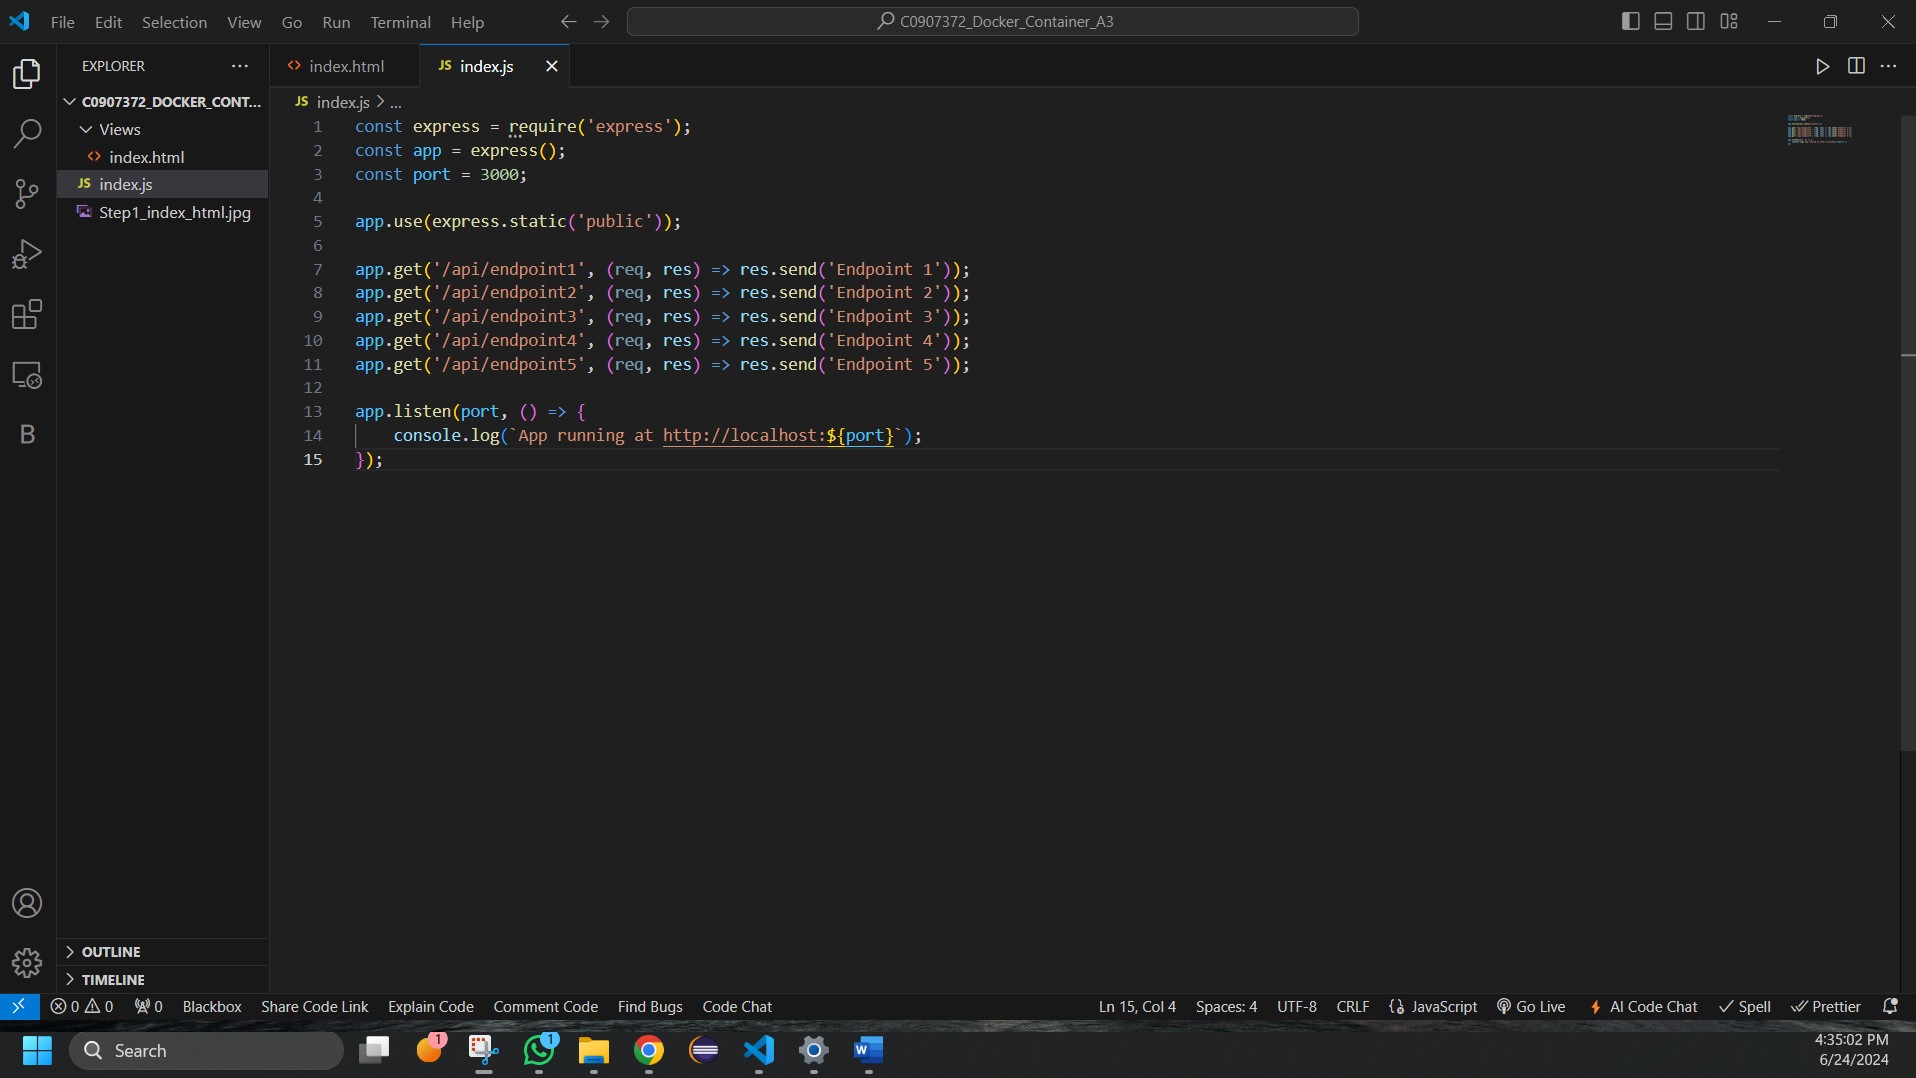 File Edit Selection View Go Run Terminal Help
C0907372_Docker_Container_A3
EXPLORER
C0907372_DOCKER_CONT...
Views
index.html
JS index.js
Step1_index_html.jpg
OUTLINE
TIMELINE
index.html
JS index.js
JS index.js > ...
1 const express = require('express');
2 const app = express();
3 const port = 3000;
4
5 app.use(express.static('public'));
6
7 app.get('/api/endpoint1', (req, res) => res.send('Endpoint 1'));
8 app.get('/api/endpoint2', (req, res) => res.send('Endpoint 2'));
9 app.get('/api/endpoint3', (req, res) => res.send('Endpoint 3'));
10 app.get('/api/endpoint4', (req, res) => res.send('Endpoint 4'));
11 app.get('/api/endpoint5', (req, res) => res.send('Endpoint 5'));
12
13 app.listen(port, () => {
14     console.log(`App running at http://localhost:${port}`);
15 });
0 0 0 Blackbox Share Code Link Explain Code Comment Code Find Bugs Code Chat Ln 15, Col 4 Spaces: 4 UTF-8 CRLF JavaScript Go Live AI Code Chat Spell Prettier
Search
1
1
W
4:35:02 PM
6/24/2024